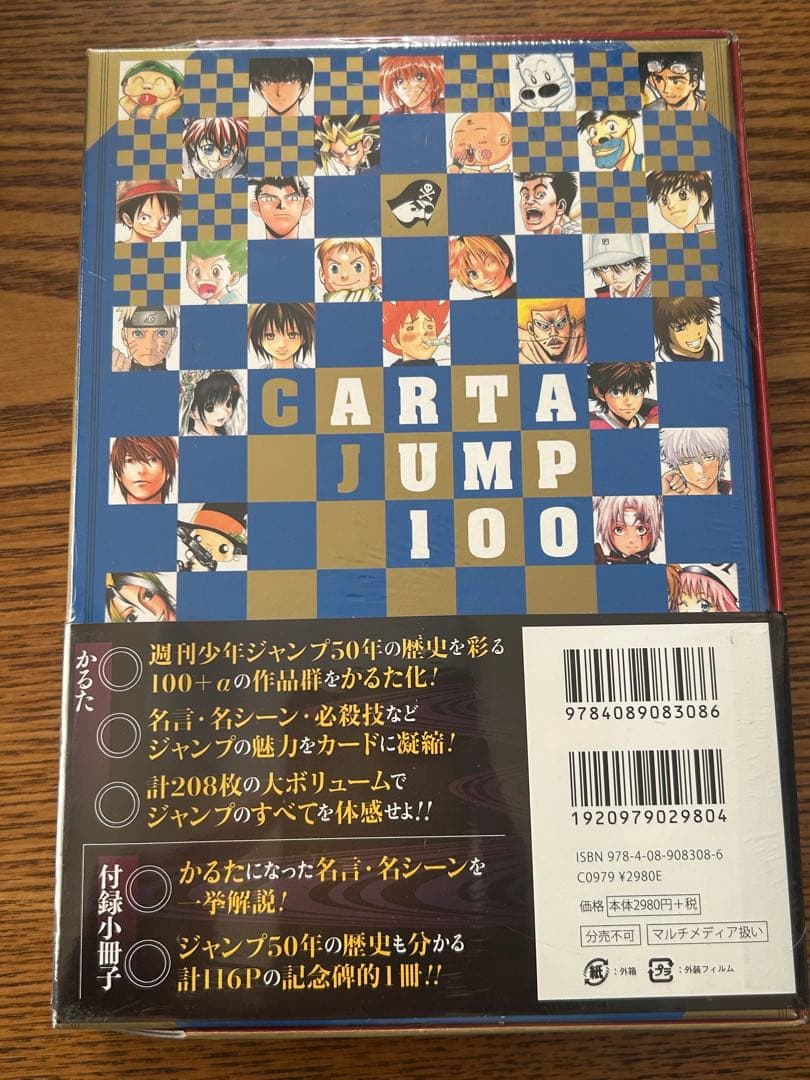 CARTA
JUMP
100
かるた
週刊少年ジャンプ50年の歴史を彩る
100+αの作品群をかるた化!
名言・名シーン・必殺技など
ジャンプの魅力をカードに凝縮!
計208枚の大ボリュームで
ジャンプのすべてを体感せよ!!
付録小冊子
かるたになった名言・名シーンを
一挙解説!
ジャンプ50年の歴史も分かる
計116Pの記念碑的1冊!!
9784089083086
1920979029804
ISBN 978-4-08-908308-6
C0979 ¥2980E
価格 本体2980円+税
分売不可 マルチメディア扱い
紙:外箱 プラ:外装フィルム